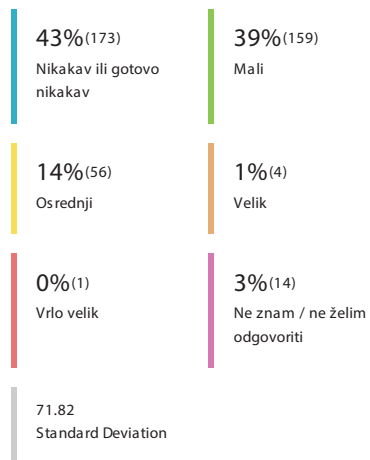 43%(173)
Nikakav ili gotovo
nikakav
39%(159)
Mali
14%(56)
Osrednji
1%(4)
Velik
0%(1)
Vrlo velik
3%(14)
Ne znam / ne želim
odgovoriti
71.82
Standard Deviation